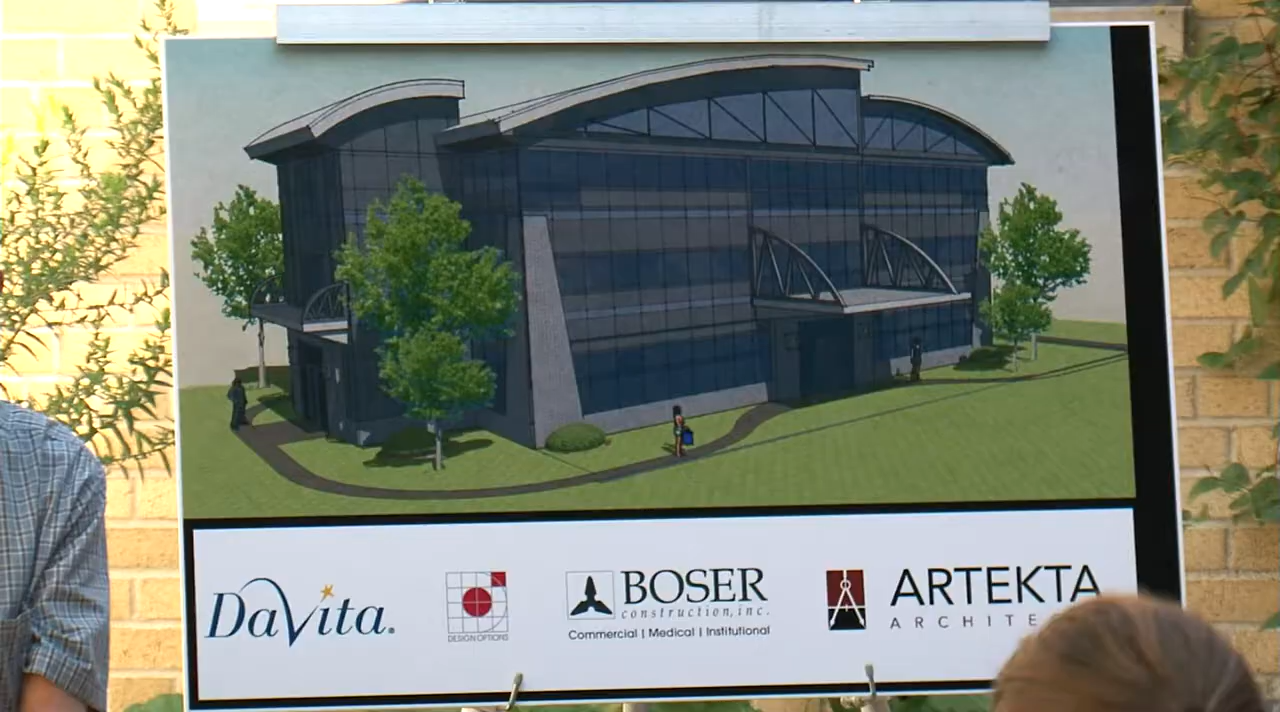 DaVita.
DESIGN OPTIONS
BOSER
construction, inc.
Commercial | Medical | Institutional
ARTEKTA